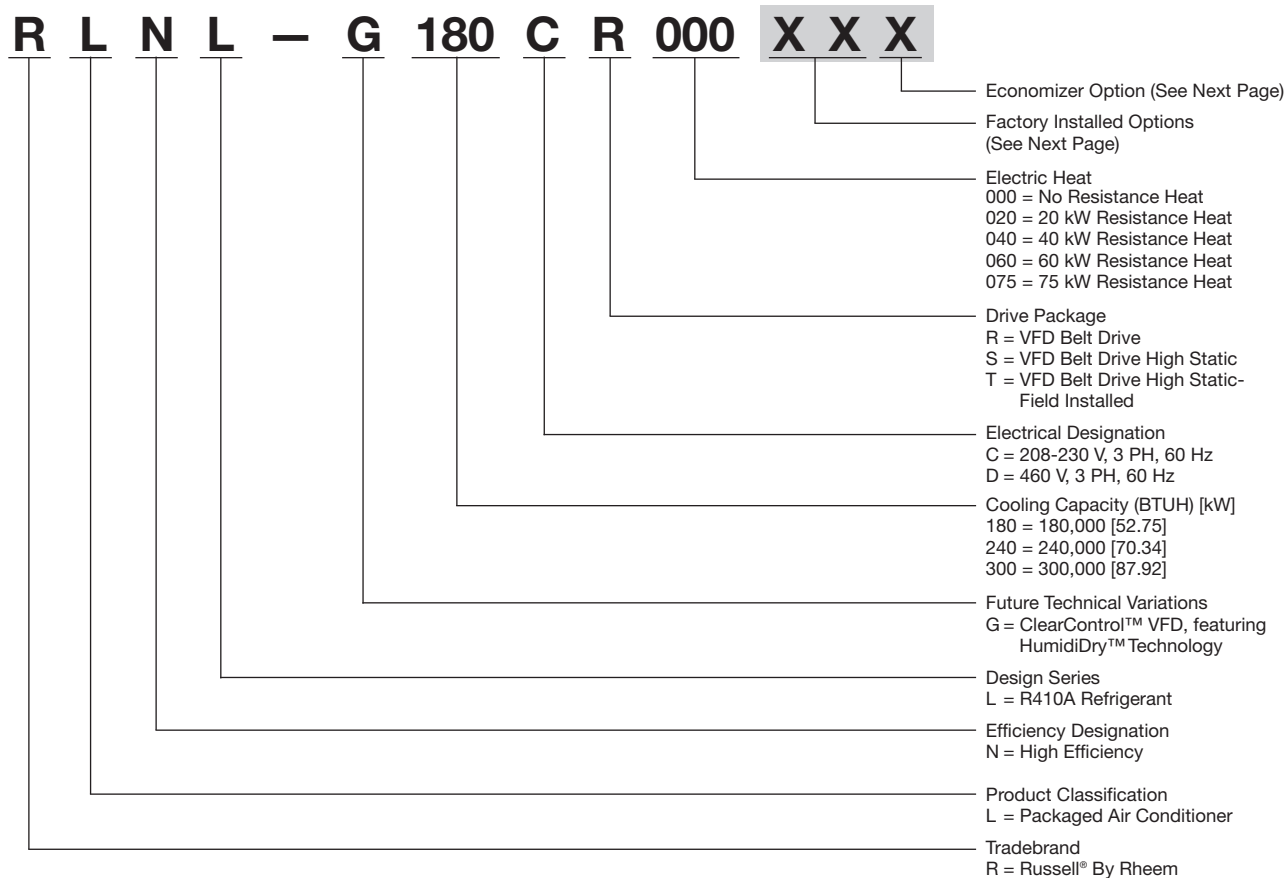 R L N L – G 180 C R 000 X X X
Economizer Option (See Next Page)
Factory Installed Options
(See Next Page)
Electric Heat
000 = No Resistance Heat
020 = 20 kW Resistance Heat
040 = 40 kW Resistance Heat
060 = 60 kW Resistance Heat
075 = 75 kW Resistance Heat
Drive Package
R = VFD Belt Drive
S = VFD Belt Drive High Static
T = VFD Belt Drive High Static-
Field Installed
Electrical Designation
C = 208-230 V, 3 PH, 60 Hz
D = 460 V, 3 PH, 60 Hz
Cooling Capacity (BTUH) [kW]
180 = 180,000 [52.75]
240 = 240,000 [70.34]
300 = 300,000 [87.92]
Future Technical Variations
G = ClearControl™ VFD, featuring
HumidiDry™ Technology
Design Series
L = R410A Refrigerant
Efficiency Designation
N = High Efficiency
Product Classification
L = Packaged Air Conditioner
Tradebrand
R = Russell® By Rheem